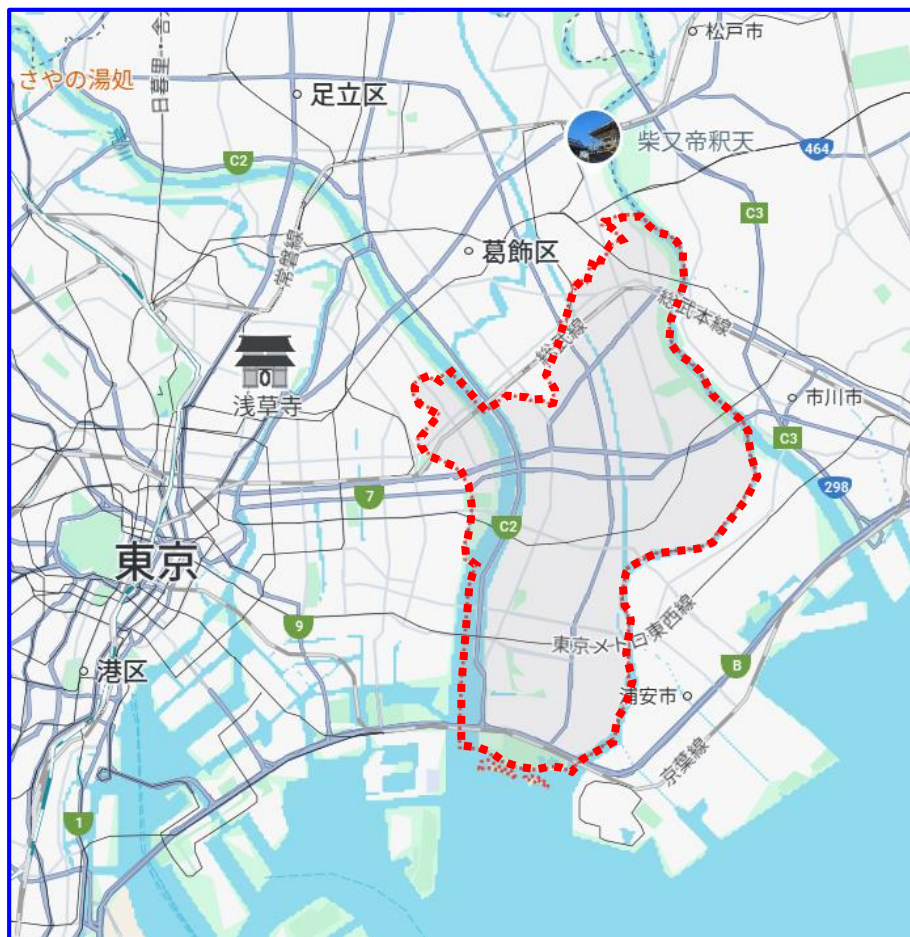 松戸市
さやの湯処
日暮里・舎
足立区
C2
柴又帝釈天
464
C3
常磐線
葛飾区
総武本線
総武線
浅草寺
市川市
C3
7
298
C2
東京
9
東京メトロ東西線
港区
B
浦安市
京葉線
1